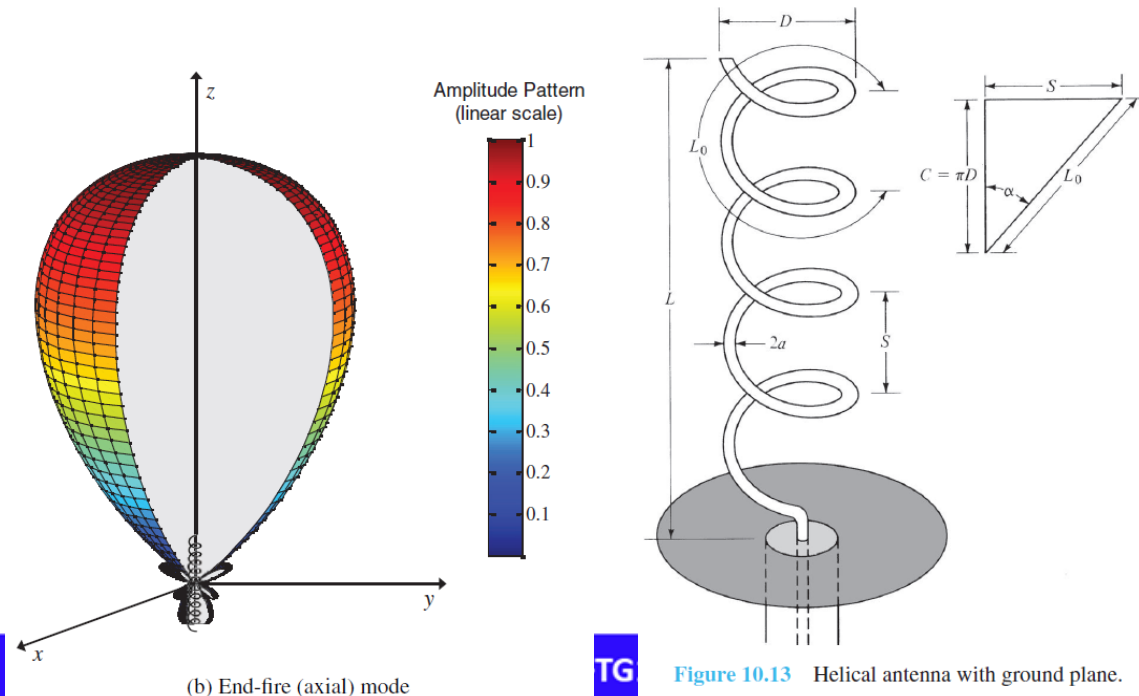 z
Amplitude Pattern
(linear scale)
1
0.9
0.8
0.7
0.6
0.5
0.4
0.3
0.2
0.1
y
x
(b) End-fire (axial) mode
D
S
L₀
C = πD
α
L₀
L
2a
S
TG
Figure 10.13 Helical antenna with ground plane.